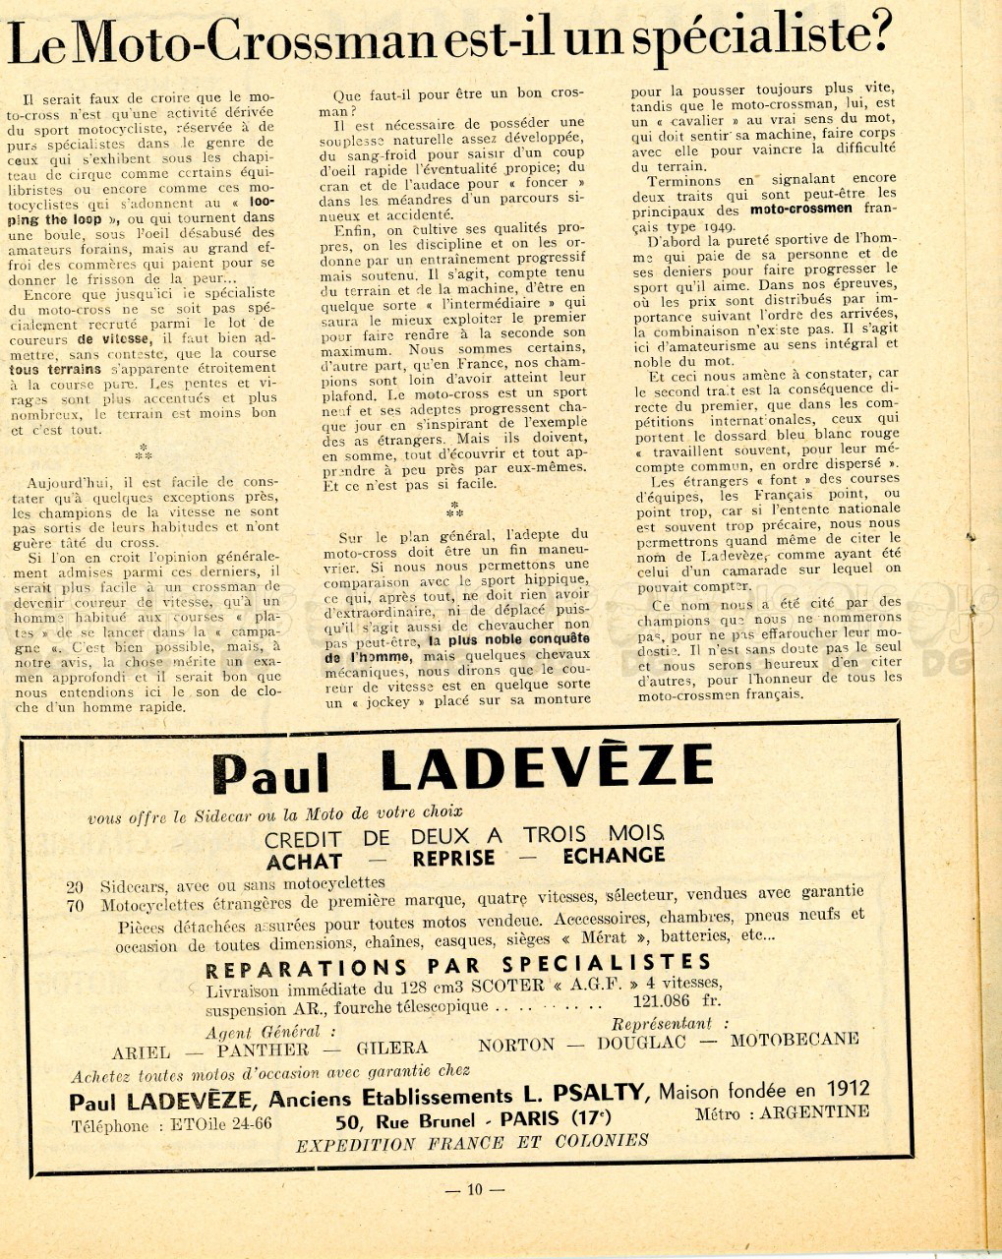 Le Moto-Crossman est-il un spécialiste?
Il serait faux de croire que le mo-
to-cross n'est qu'une activité dérivée
du sport motocycliste, réservée à de
purs spécialistes dans le genre de
ceux qui s'exhibent sous les chapi-
teau de cirque comme certains équi-
libristes ou encore comme ces mo-
tocyclistes qui s'adonnent au « loo-
ping the loop », ou qui tournent dans
une boule, sous l'oeil désabusé des
amateurs forains, mais au grand ef-
froi des commères qui paient pour se
donner le frisson de la peur...
Encore que jusqu'ici le spécialiste
du moto-cross ne se soit pas spé-
cialement recruté parmi le lot de
coureurs de vitesse, il faut bien ad-
mettre, sans conteste, que la course
tous terrains s'apparente étroitement
à la course pure. Les pentes et vi-
rages sont plus accentués et plus
nombreux, le terrain est moins bon
et c'est tout.
*
**
Aujourd'hui, il est facile de cons-
tater qu'à quelques exceptions près,
les champions de la vitesse ne sont
pas sortis de leurs habitudes et n'ont
guère tâté du cross.
Si l'on en croit l'opinion générale-
ment admises parmi ces derniers, il
serait plus facile à un crossman de
devenir coureur de vitesse, qu'à un
homme habitué aux courses « pla-
tes » de se lancer dans la « campa-
gne «. C'est bien possible, mais, à
notre avis, la chose mérite un exa-
men approfondi et il serait bon que
nous entendions ici le son de clo-
che d'un homme rapide.
Que faut-il pour être un bon cros-
man ?
Il est nécessaire de posséder une
souplesse naturelle assez développée,
du sang-froid pour saisir d'un coup
d'oeil rapide l'éventualité propice; du
cran et de l'audace pour « foncer »
dans les méandres d'un parcours si-
nueux et accidenté.
Enfin, on cultive ses qualités pro-
pres, on les discipline et on les or-
donne par un entraînement progressif
mais soutenu. Il s'agit, compte tenu
du terrain et de la machine, d'être en
quelque sorte « l'intermédiaire » qui
saura le mieux exploiter le premier
pour faire rendre à la seconde son
maximum. Nous sommes certains,
d'autre part, qu'en France, nos cham-
pions sont loin d'avoir atteint leur
plafond. Le moto-cross est un sport
neuf et ses adeptes progressent cha-
que jour en s'inspirant de l'exemple
des as étrangers. Mais ils doivent,
en somme, tout d'écouvrir et tout ap-
prendre à peu près par eux-mêmes.
Et ce n'est pas si facile.
*
**
Sur le plan général, l'adepte du
moto-cross doit être un fin maneu-
vrier. Si nous nous permettons une
comparaison avec le sport hippique,
ce qui, après tout, ne doit rien avoir
d'extraordinaire, ni de déplacé puis-
qu'il s'agit aussi de chevaucher non
pas peut-être, la plus noble conquête
de l'homme, mais quelques chevaux
mécaniques, nous dirons que le cou-
reur de vitesse est en quelque sorte
un « jockey » placé sur sa monture
pour la pousser toujours plus vite,
tandis que le moto-crossman, lui, est
un « cavalier » au vrai sens du mot,
qui doit sentir sa machine, faire corps
avec elle pour vaincre la difficulté
du terrain.
Terminons en signalant encore
deux traits qui sont peut-être les
principaux des moto-crossmen fran-
çais type 1949.
D'abord la pureté sportive de l'hom-
me qui paie de sa personne et de
ses deniers pour faire progresser le
sport qu'il aime. Dans nos épreuves,
où les prix sont distribués par im-
portance suivant l'ordre des arrivées,
la combinaison n'existe pas. Il s'agit
ici d'amateurisme au sens intégral et
noble du mot.
Et ceci nous amène à constater, car
le second trait est la conséquence di-
recte du premier, que dans les com-
pétitions internationales, ceux qui
portent le dossard bleu blanc rouge
« travaillent souvent, pour leur mé-
compte commun, en ordre dispersé ».
Les étrangers « font » des courses
d'équipes, les Français point, ou
point trop, car si l'entente nationale
est souvent trop précaire, nous nous
permettrons quand même de citer le
nom de Ladevèze, comme ayant été
celui d'un camarade sur lequel on
pouvait compter.
Ce nom nous a été cité par des
champions que nous ne nommerons
pas, pour ne pas effaroucher leur mo-
destie. Il n'est sans doute pas le seul
et nous serons heureux d'en citer
d'autres, pour l'honneur de tous les
moto-crossmen français.
Paul LADEVÈZE
vous offre le Sidecar ou la Moto de votre choix
CREDIT DE DEUX A TROIS MOIS
ACHAT — REPRISE — ECHANGE
20 Sidecars, avec ou sans motocyclettes
70 Motocyclettes étrangères de première marque, quatre vitesses, sélecteur, vendues avec garantie
Pièces détachées assurées pour toutes motos vendeue. Acccessoires, chambres, pneus neufs et
occasion de toutes dimensions, chaînes, casques, sièges « Mérat », batteries, etc...
REPARATIONS PAR SPECIALISTES
Livraison immédiate du 128 cm3 SCOTER « A.G.F. » 4 vitesses,
suspension AR., fourche télescopique .......... 121.086 fr.
Agent Général : Représentant :
ARIEL — PANTHER — GILERA NORTON — DOUGLAC — MOTOBECANE
Achetez toutes motos d'occasion avec garantie chez
Paul LADEVÈZE, Anciens Etablissements L. PSALTY, Maison fondée en 1912
Téléphone : ETOile 24-66 50, Rue Brunel - PARIS (17e) Métro : ARGENTINE
EXPEDITION FRANCE ET COLONIES
— 10 —